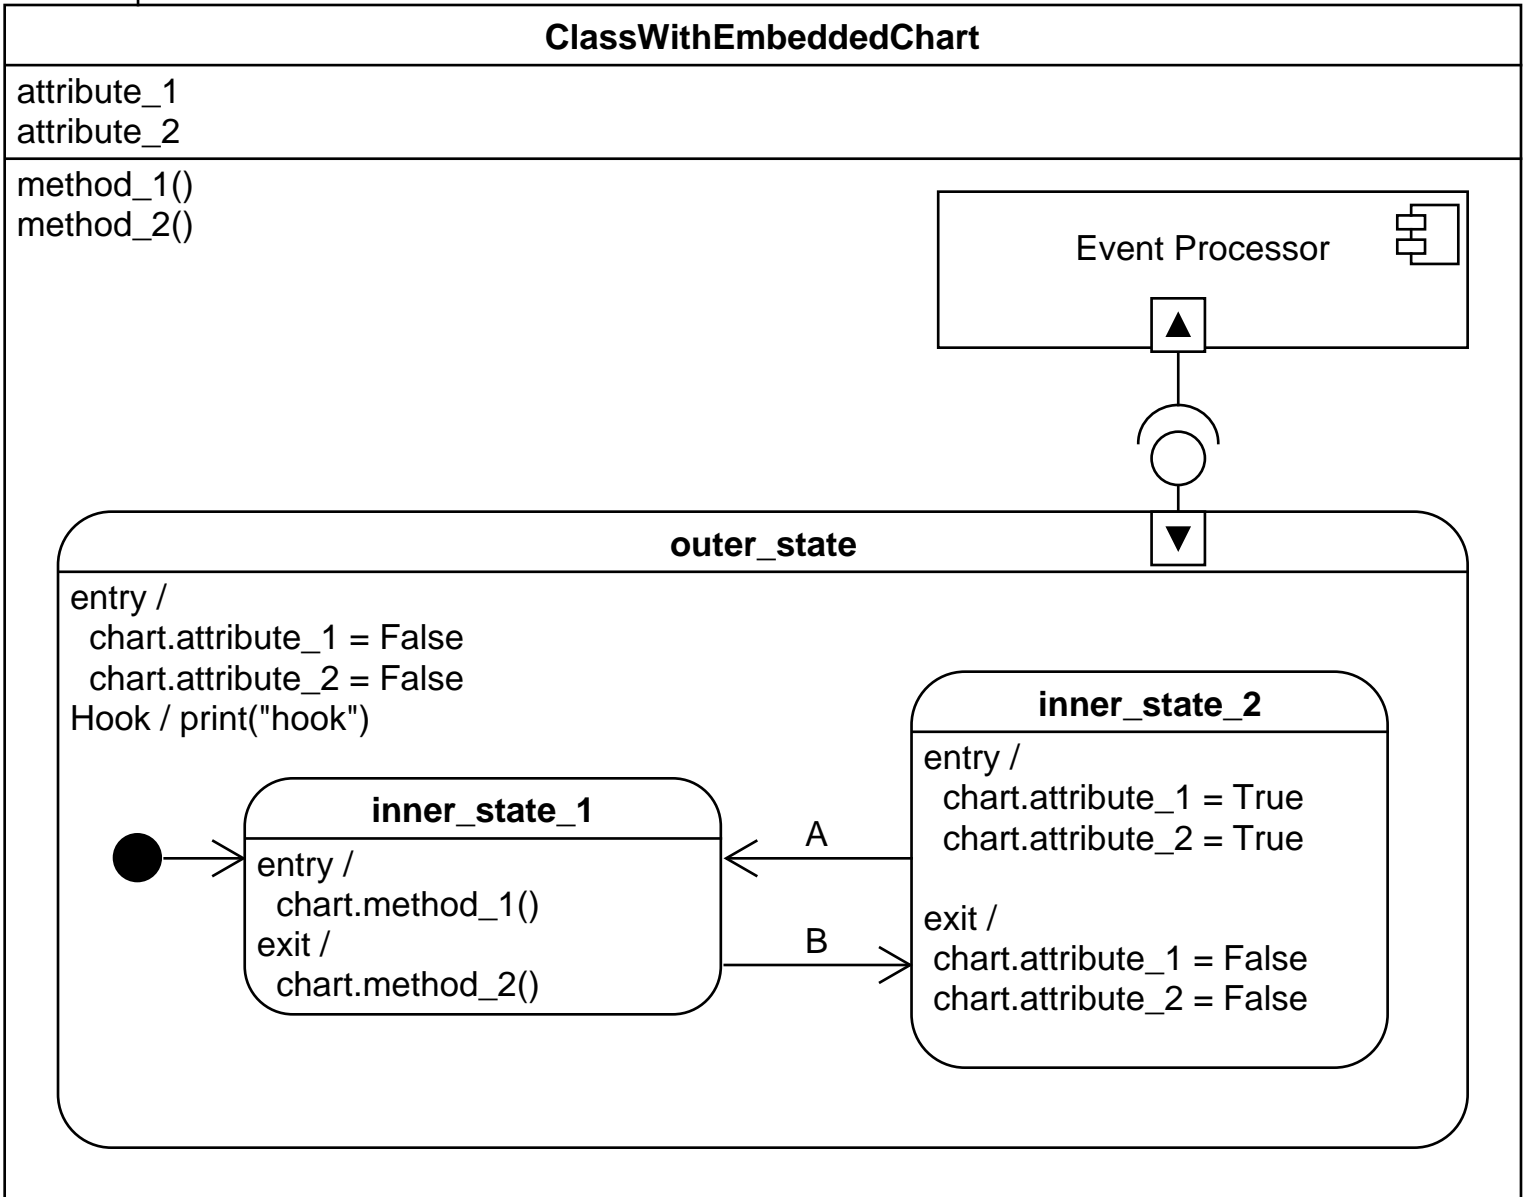 ClassWithEmbeddedChart
attribute_1
attribute_2
method_1()
method_2()
Event Processor
outer_state
entry /
chart.attribute_1 = False
chart.attribute_2 = False
Hook / print("hook")
inner_state_1
entry /
chart.method_1()
exit /
chart.method_2()
A
B
inner_state_2
entry /
chart.attribute_1 = True
chart.attribute_2 = True
exit /
chart.attribute_1 = False
chart.attribute_2 = False